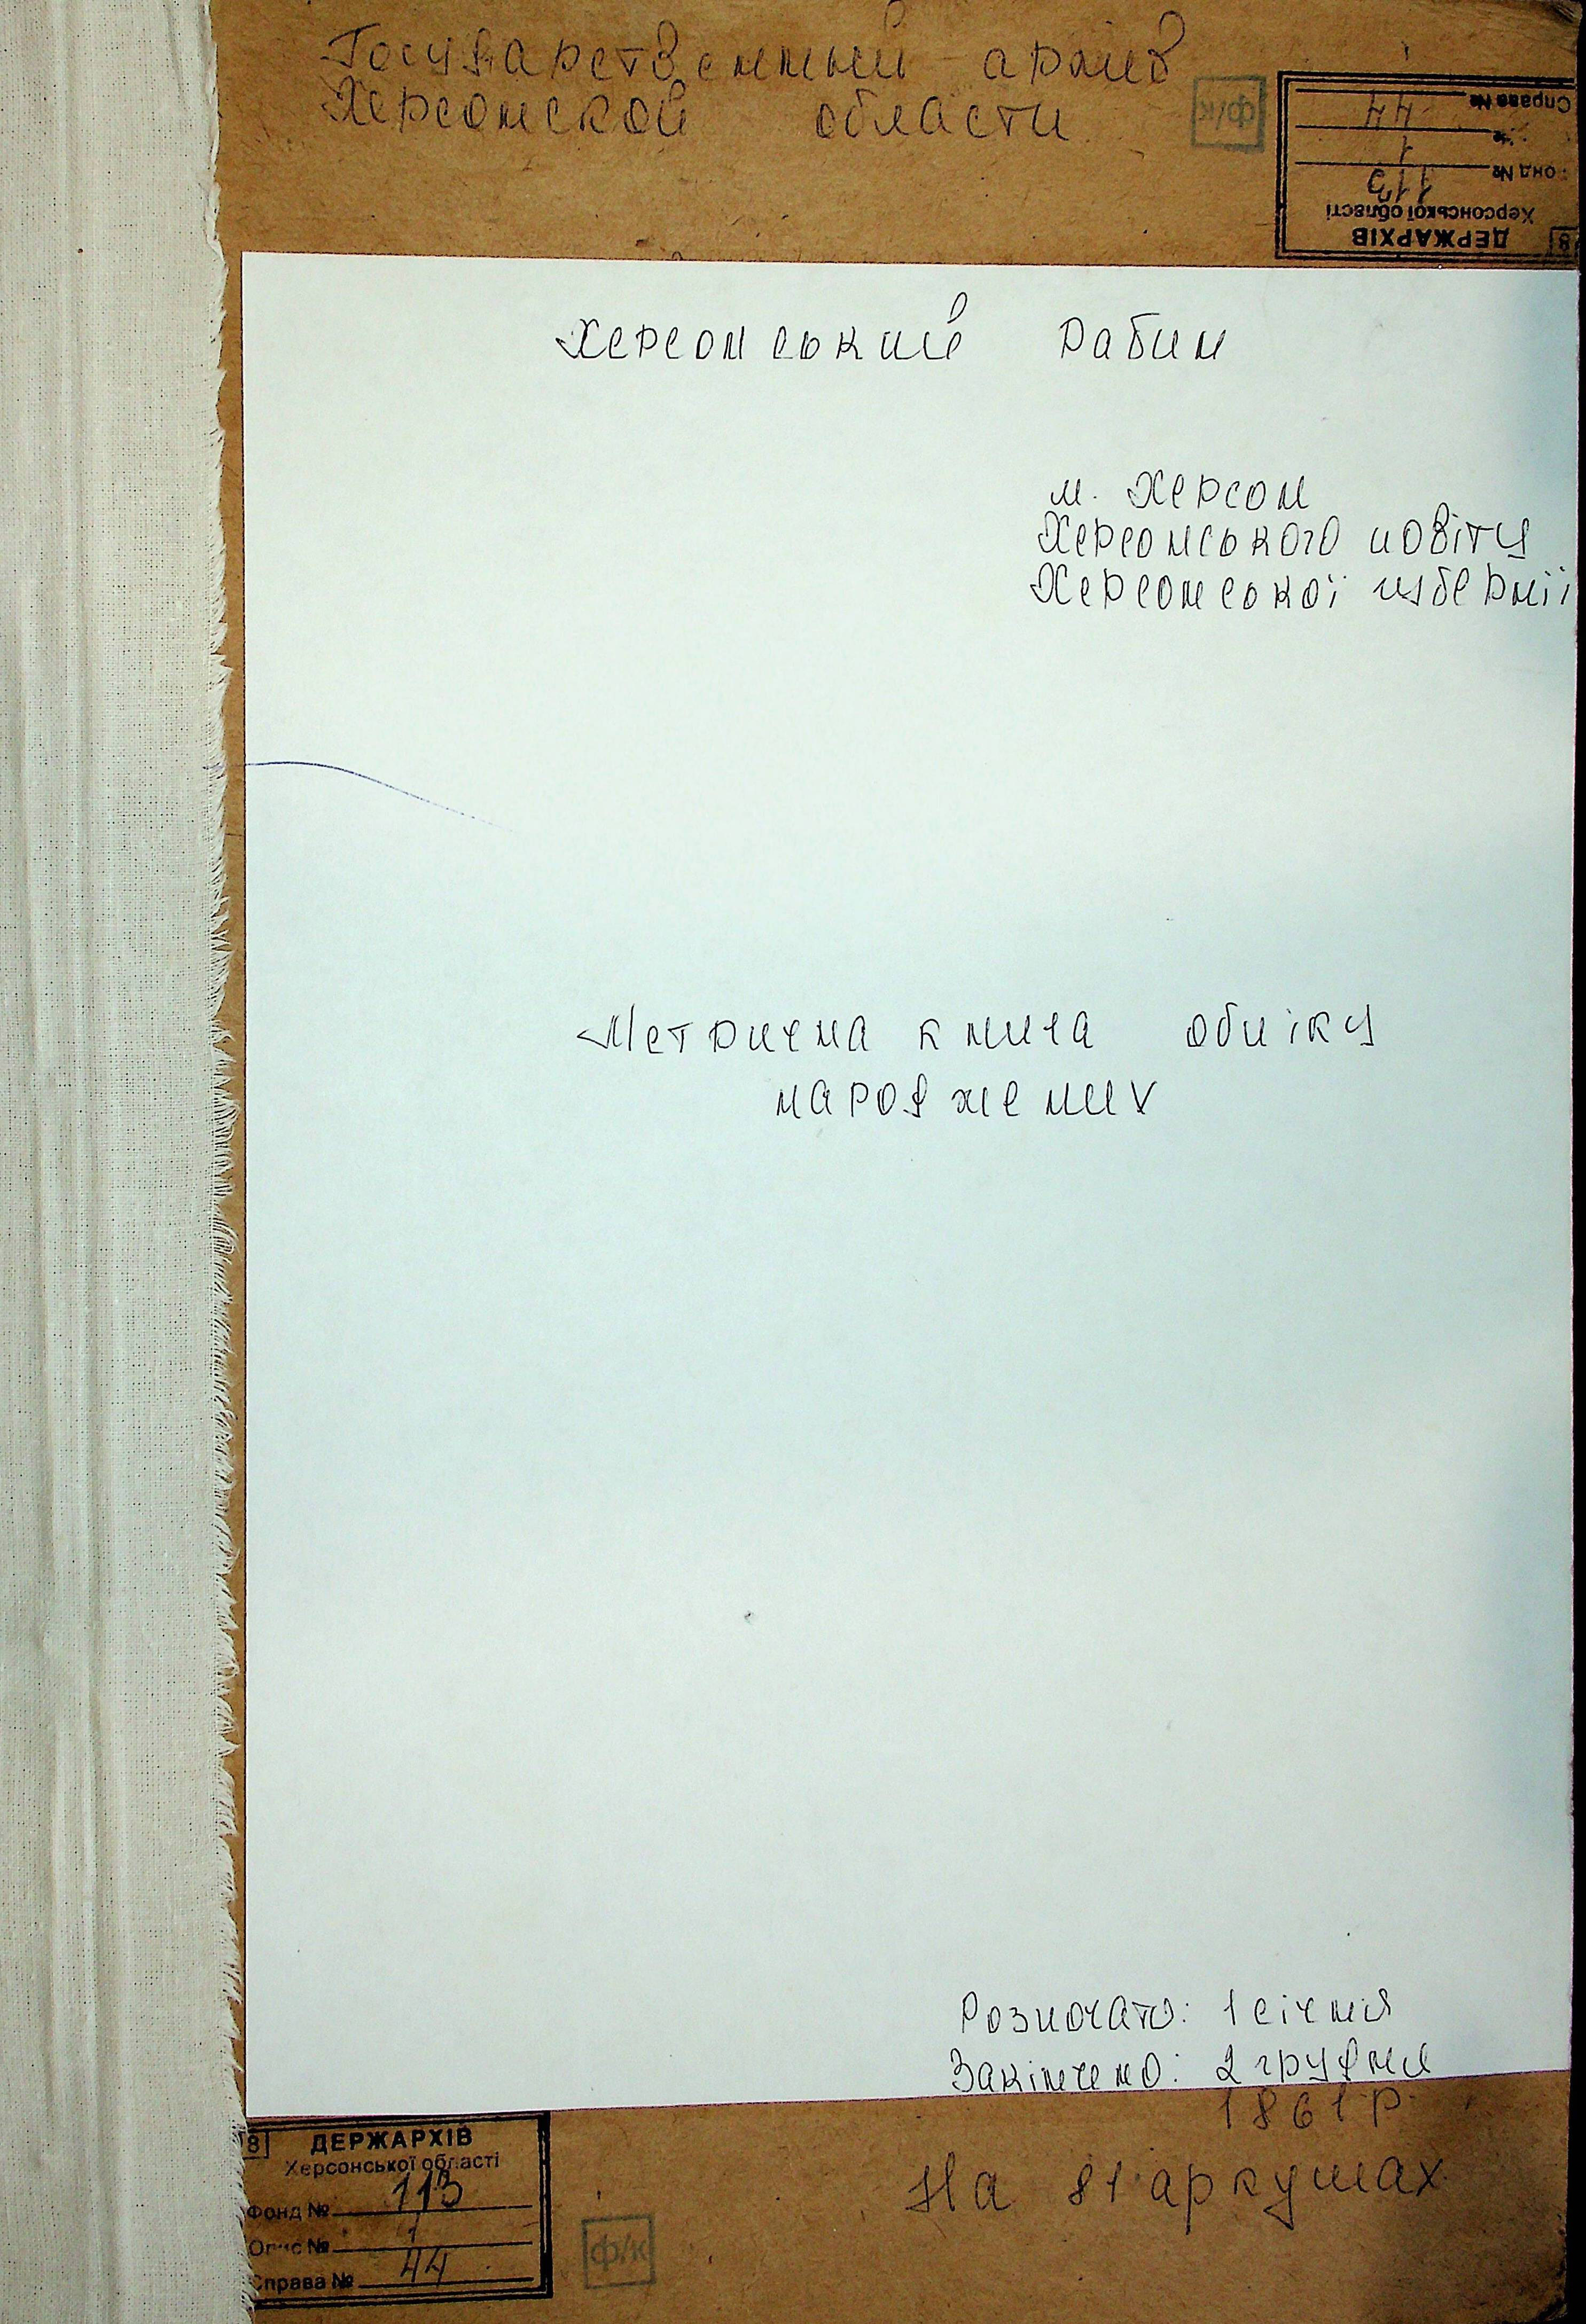 Государственный архив
Херсонской области
ф/к
ДЕРЖАРХІВ
Херсонської області
Фонд № 113
1
Справа № 44
Херсонський рабин
м. Херсон
Херсонського повіту
Херсонської губернії
Метрична книга обліку
народжених
Розпочато: 1 січня
Закінчено: 2 грудня
1861 р.
На 81 аркушах
8
ДЕРЖАРХІВ
Херсонської області
Фонд № 113
Опис № 1
Справа № 44
ф/к